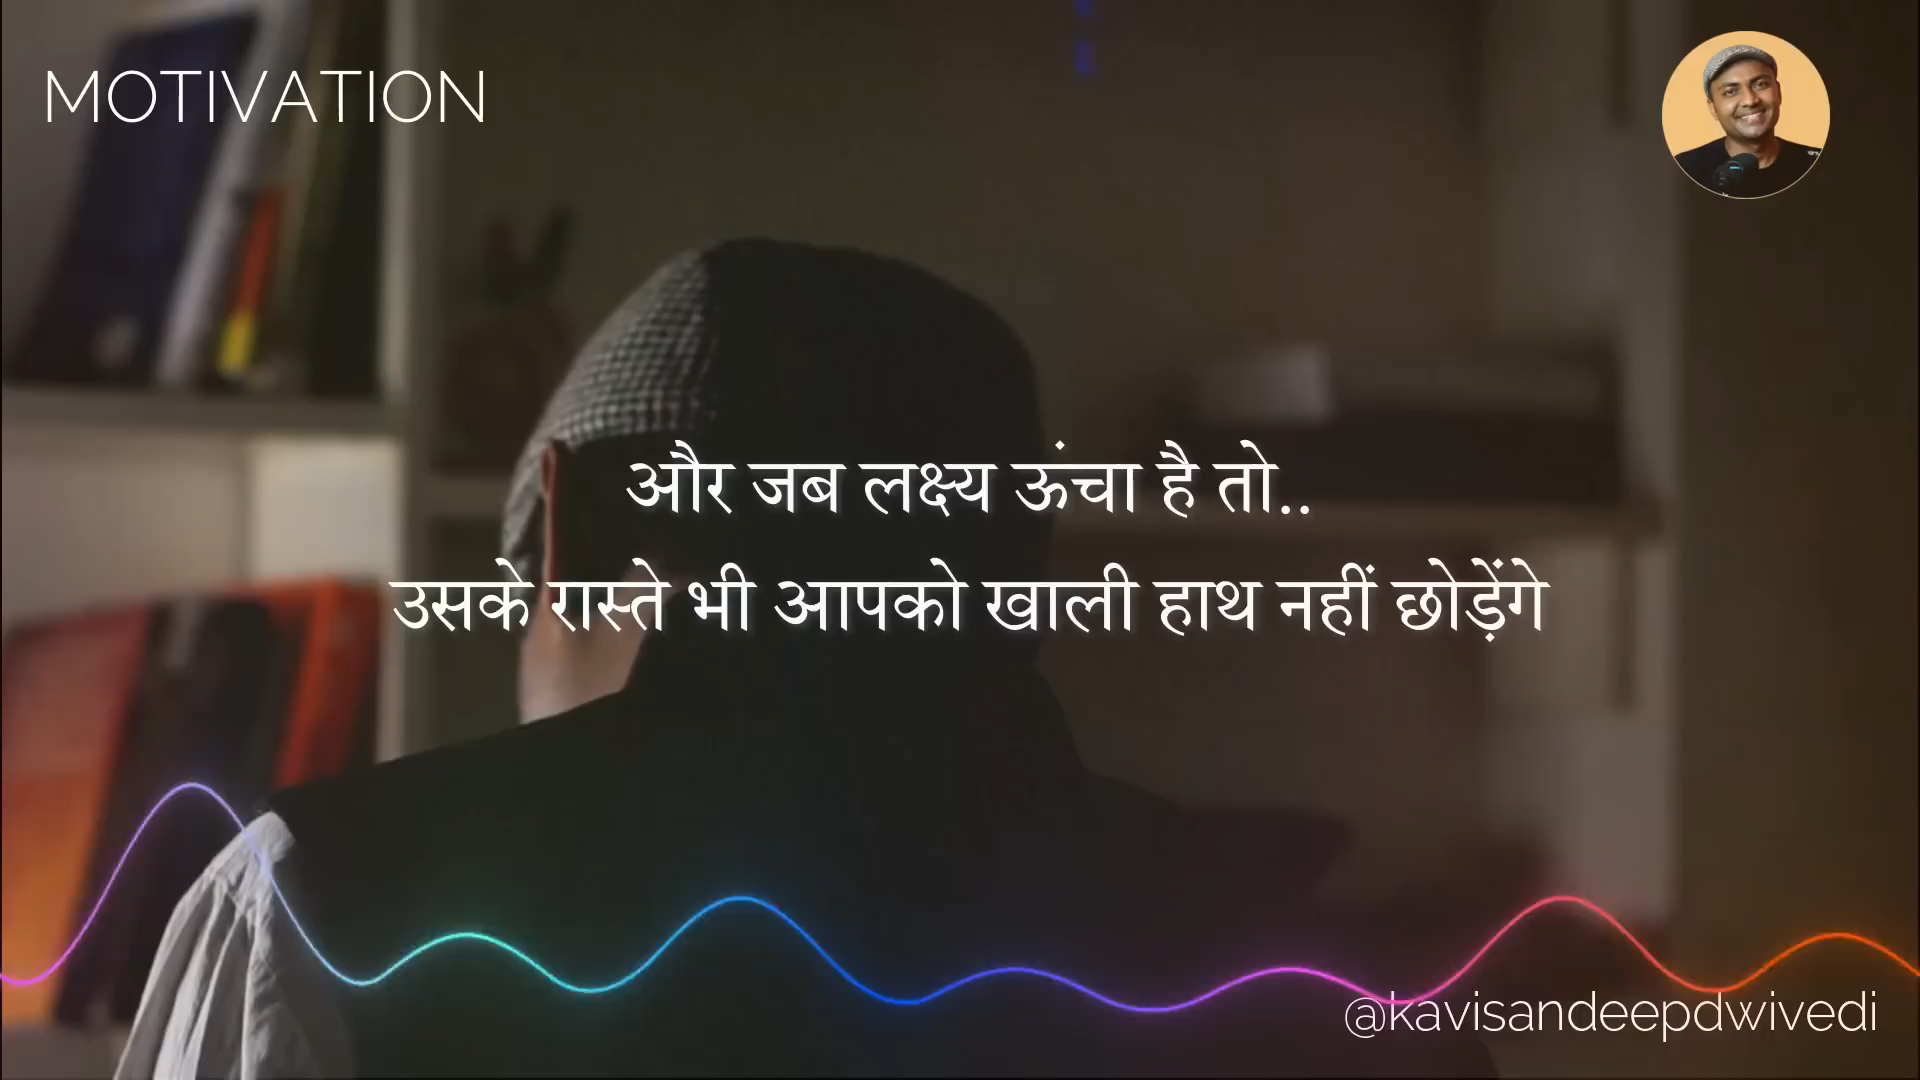 MOTIVATION
और जब लक्ष्य ऊंचा है तो..
उसके रास्ते भी आपको खाली हाथ नहीं छोड़ेंगे
@kavisandeepdwivedi